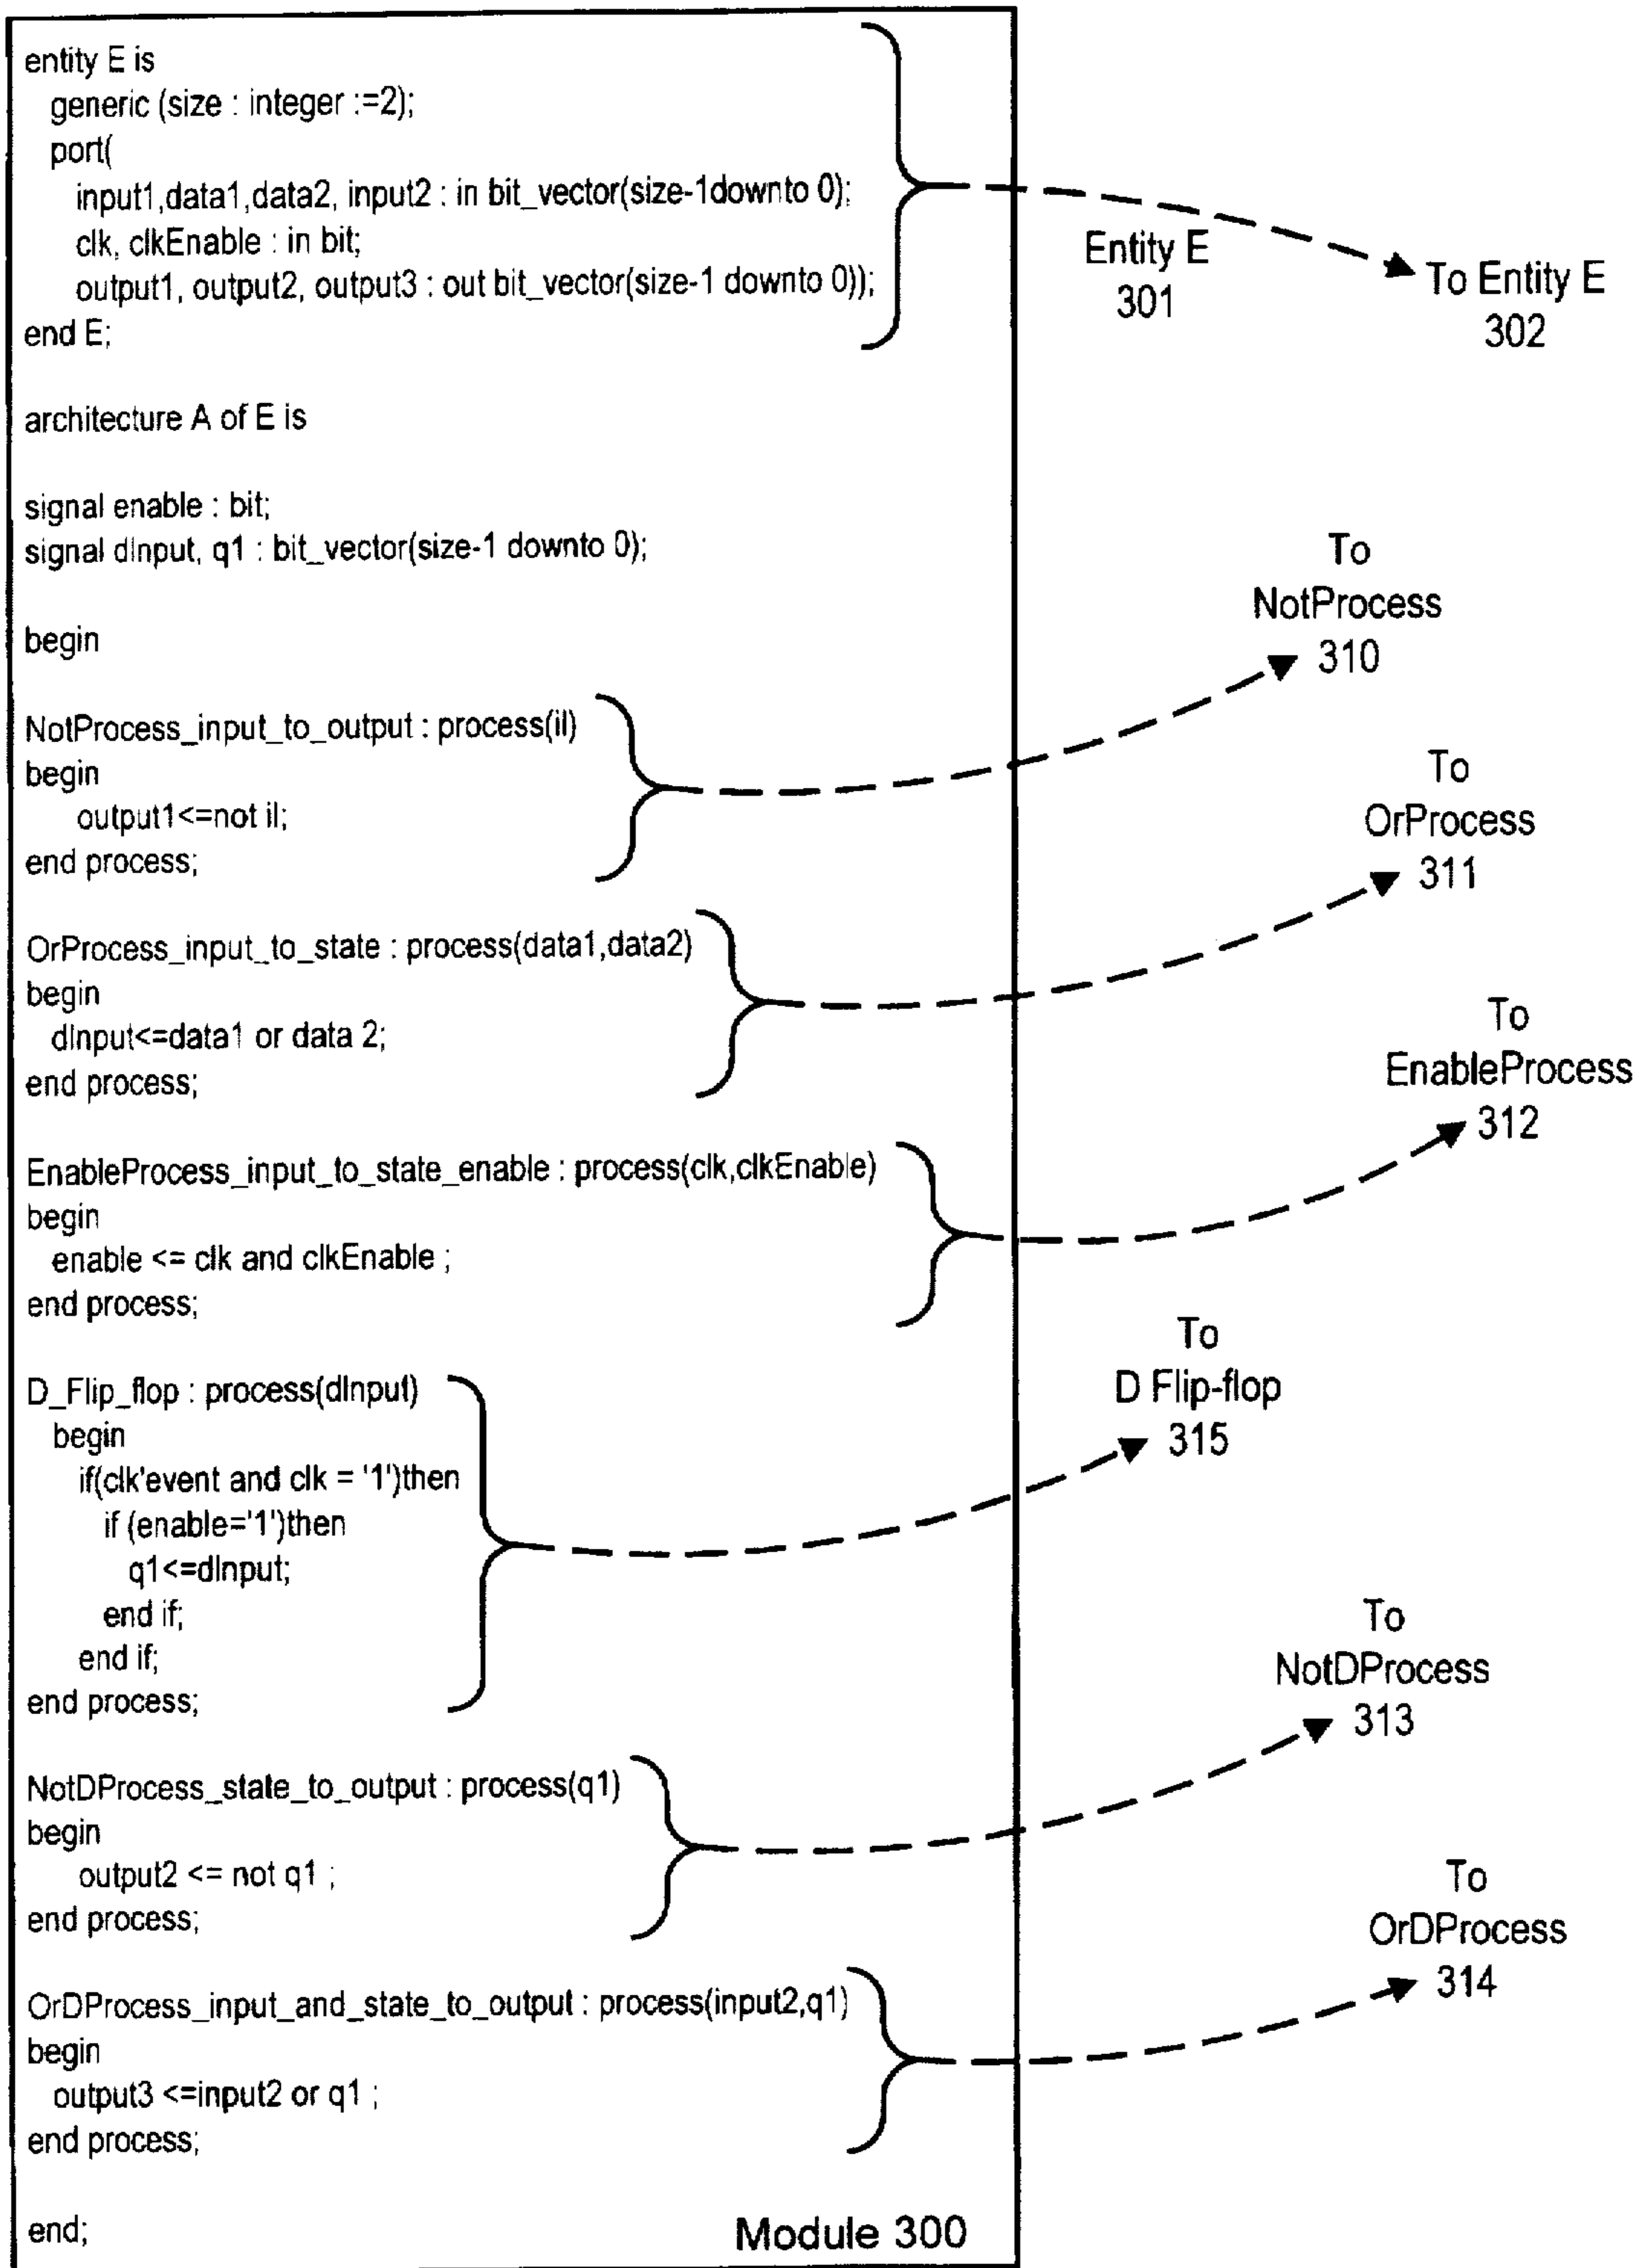 entity E is
generic (size : integer :=2);
port(
input1,data1,data2, input2 : in bit_vector(size-1downto 0);
clk, clkEnable : in bit;
output1, output2, output3 : out bit_vector(size-1 downto 0));
end E;
Entity E
301
To Entity E
302
architecture A of E is
signal enable : bit;
signal dInput, q1 : bit_vector(size-1 downto 0);
begin
To
NotProcess
310
NotProcess_input_to_output : process(il)
begin
output1<=not il;
end process;
To
OrProcess
311
OrProcess_input_to_state : process(data1,data2)
begin
dInput<=data1 or data 2;
end process;
To
EnableProcess
312
EnableProcess_input_to_state_enable : process(clk,clkEnable)
begin
enable <= clk and clkEnable ;
end process;
To
D Flip-flop
315
D_Flip_flop : process(dInput)
begin
if(clk'event and clk = '1')then
if (enable='1')then
q1<=dInput;
end if;
end if;
end process;
To
NotDProcess
313
NotDProcess_state_to_output : process(q1)
begin
output2 <= not q1 ;
end process;
To
OrDProcess
314
OrDProcess_input_and_state_to_output : process(input2,q1)
begin
output3 <=input2 or q1 ;
end process;
end;
Module 300